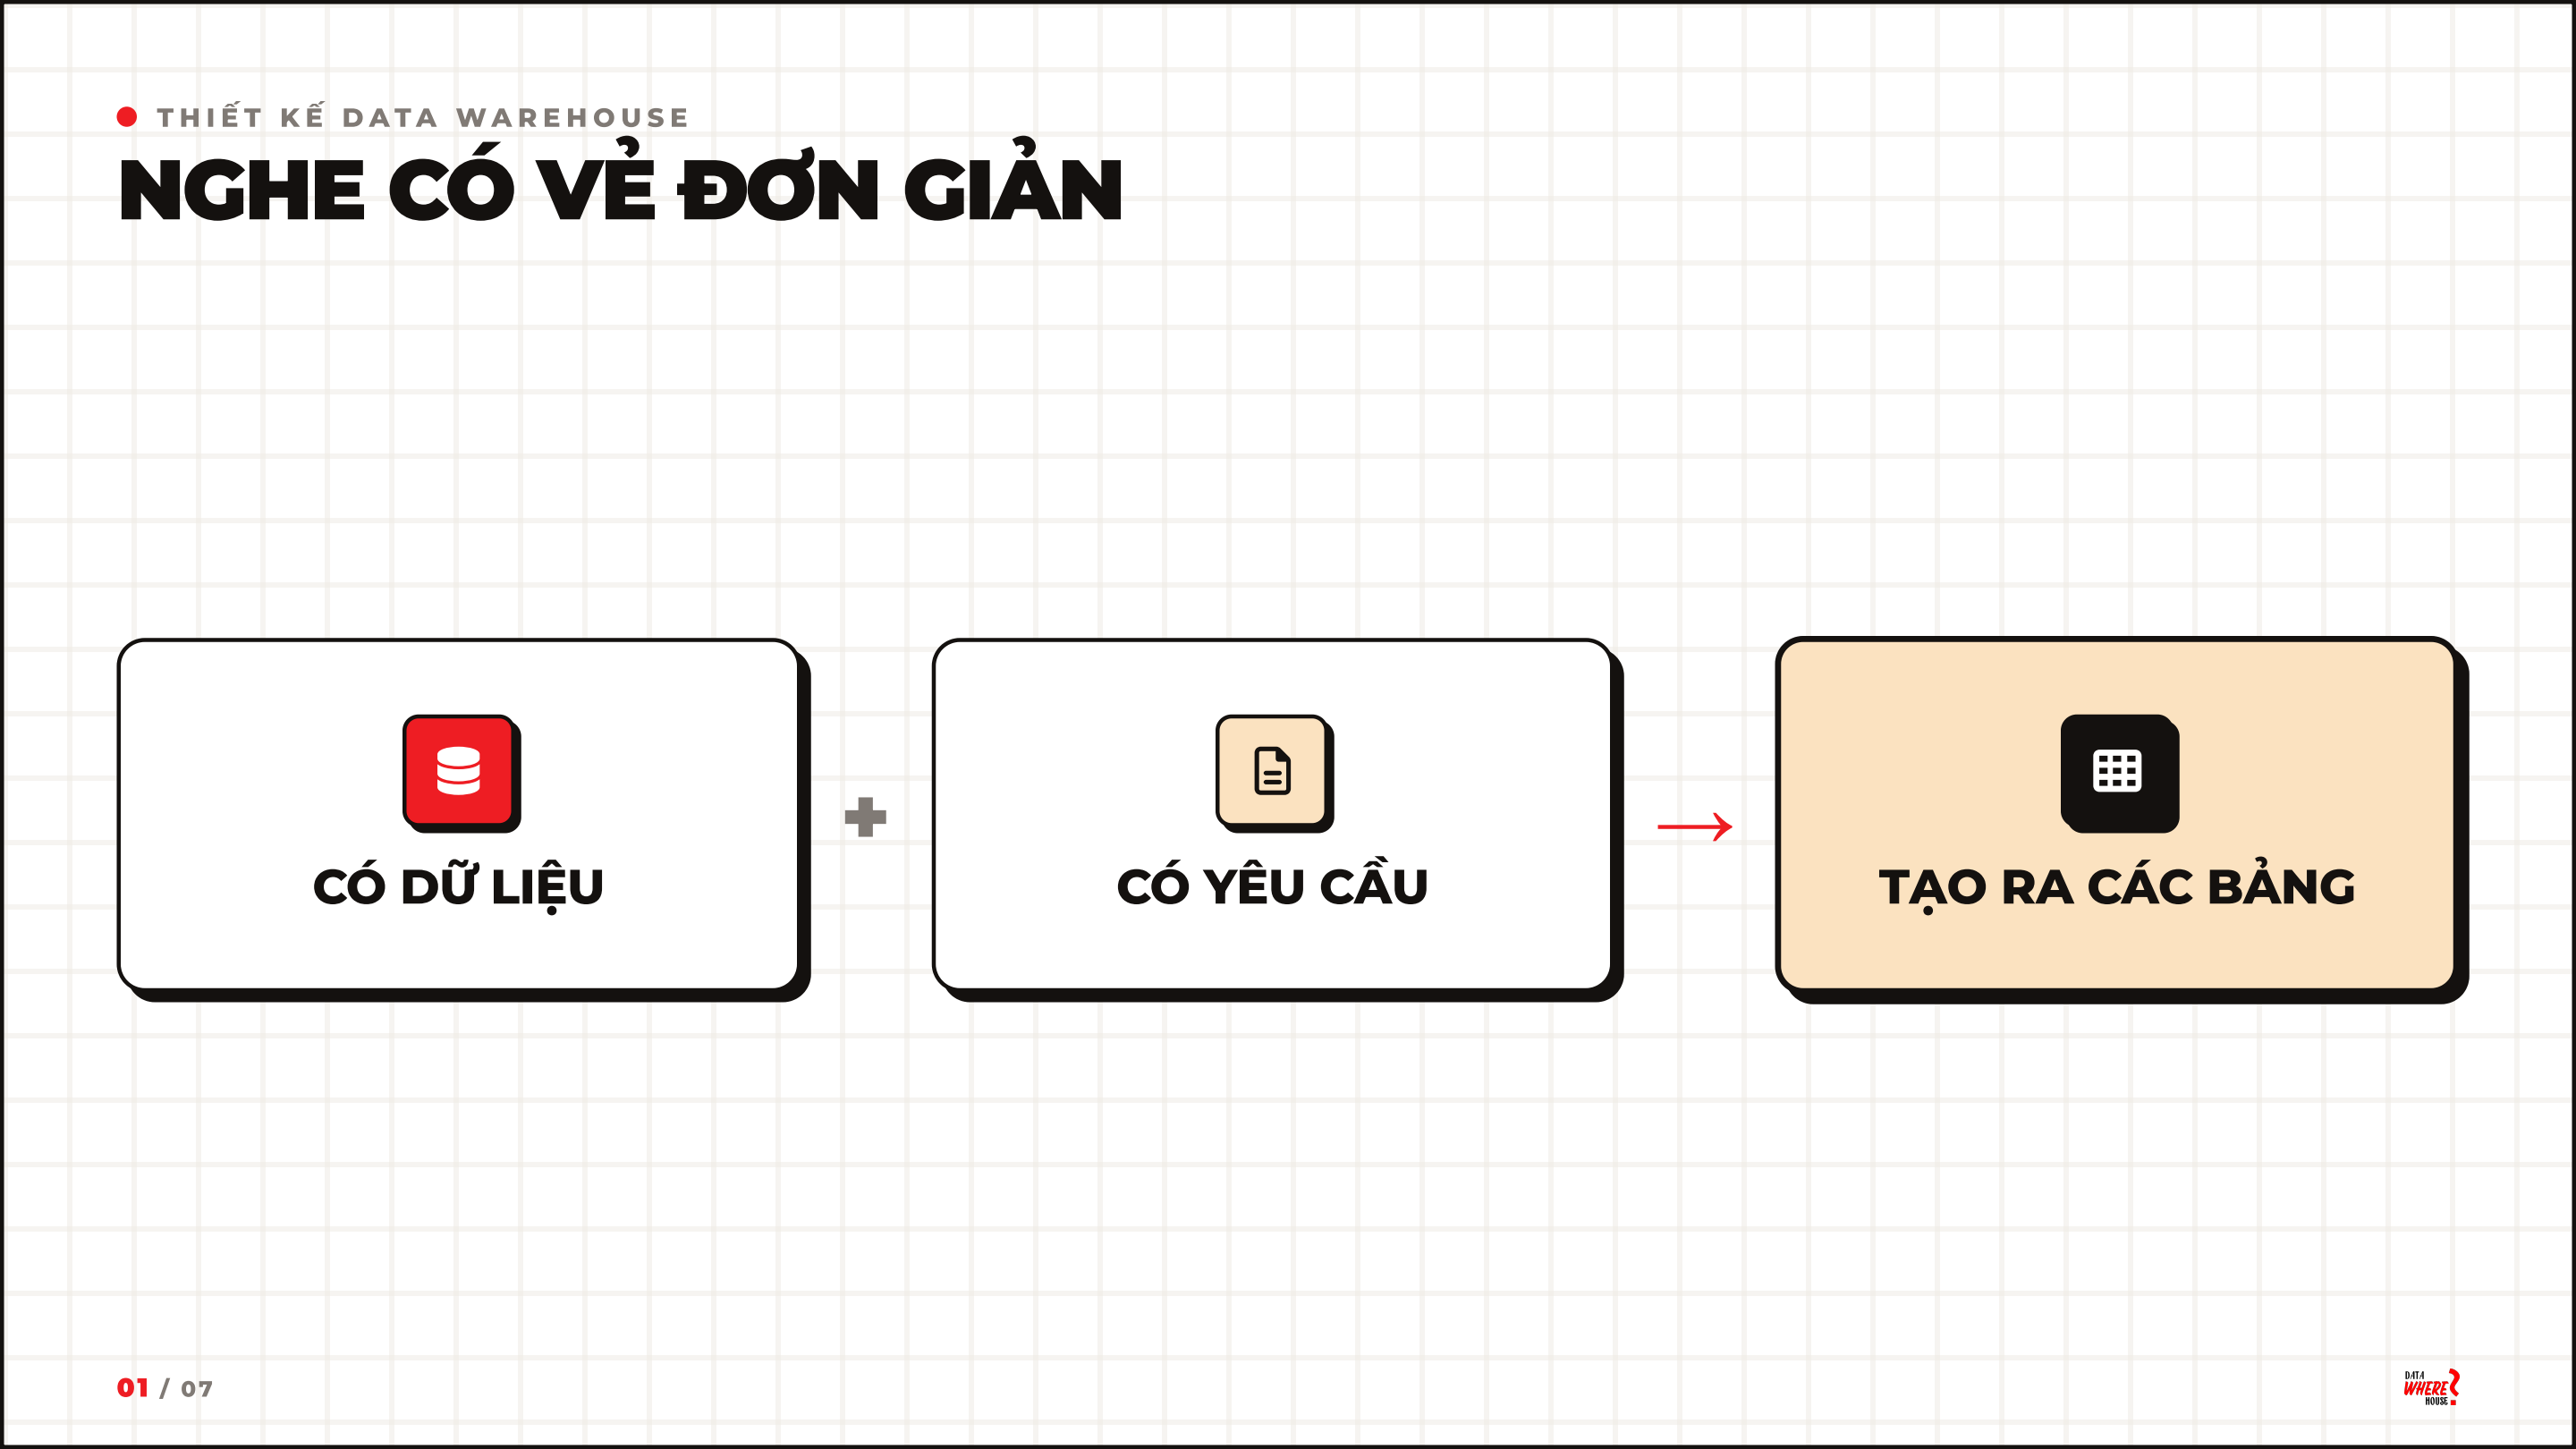 THIẾT KẾ DATA WAREHOUSE
NGHE CÓ VẺ ĐƠN GIẢN
CÓ DỮ LIỆU
CÓ YÊU CẦU
TẠO RA CÁC BẢNG
01 / 07
DATA
WHERE?
HOUSE